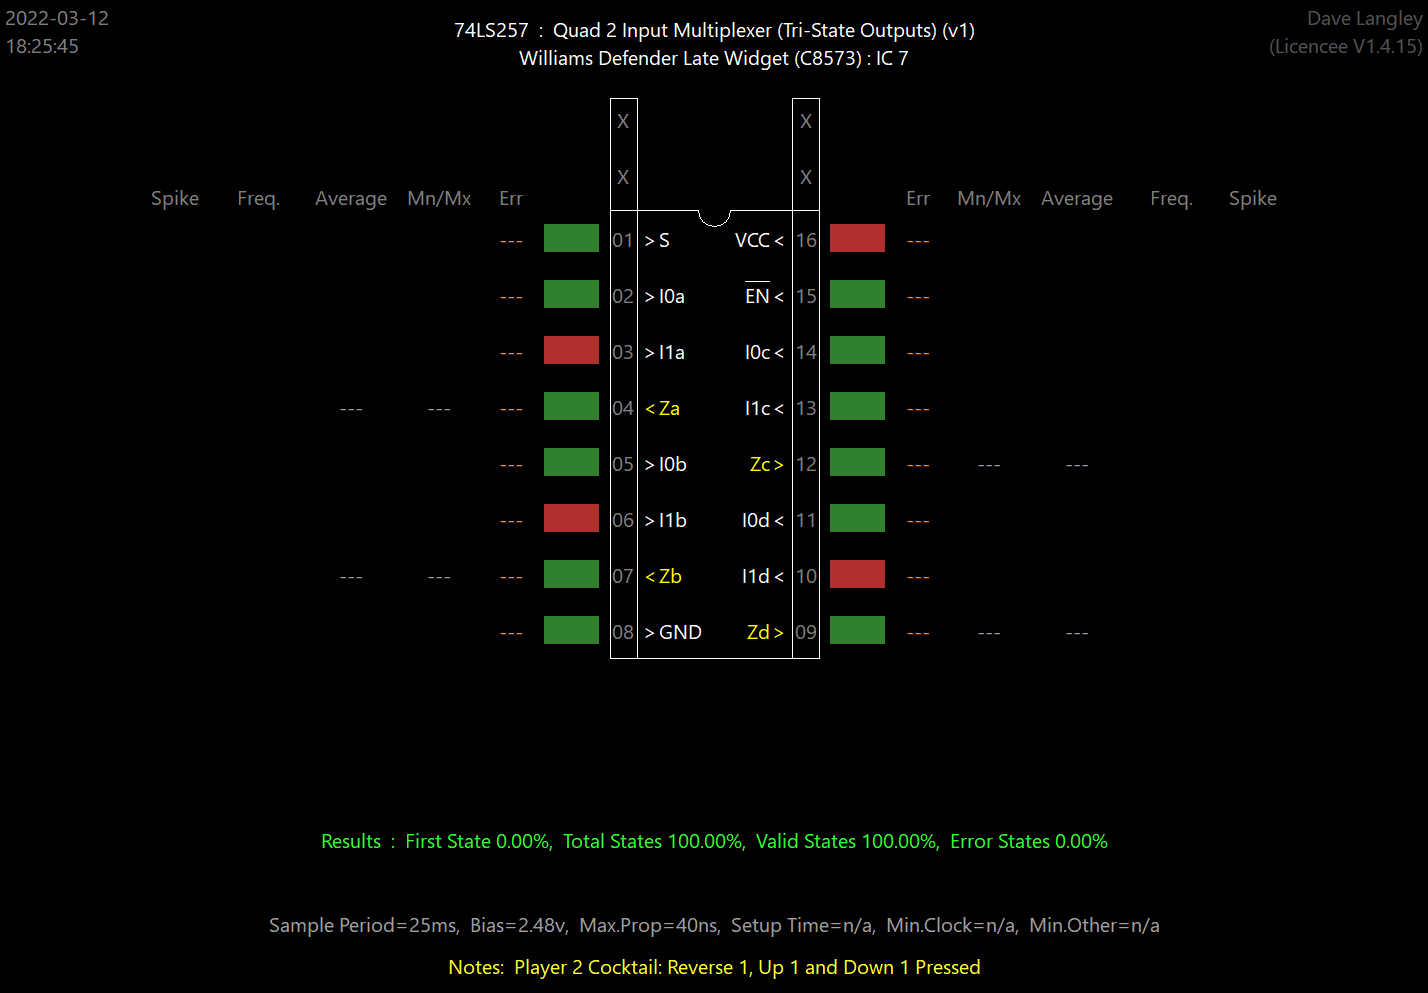 2022-03-12
18:25:45
74LS257 : Quad 2 Input Multiplexer (Tri-State Outputs) (v1)
Williams Defender Late Widget (C8573) : IC 7
Dave Langley
(Licencee V1.4.15)
X X
X X
Spike Freq. Average Mn/Mx Err Err Mn/Mx Average Freq. Spike
--- 01 > S VCC < 16 ---
--- 02 > I0a EN < 15 ---
--- 03 > I1a I0c < 14 ---
--- --- --- 04 < Za I1c < 13 ---
--- 05 > I0b Zc > 12 --- --- ---
--- 06 > I1b I0d < 11 ---
--- --- --- 07 < Zb I1d < 10 ---
--- 08 > GND Zd > 09 --- --- ---
Results : First State 0.00%, Total States 100.00%, Valid States 100.00%, Error States 0.00%
Sample Period=25ms, Bias=2.48v, Max.Prop=40ns, Setup Time=n/a, Min.Clock=n/a, Min.Other=n/a
Notes: Player 2 Cocktail: Reverse 1, Up 1 and Down 1 Pressed